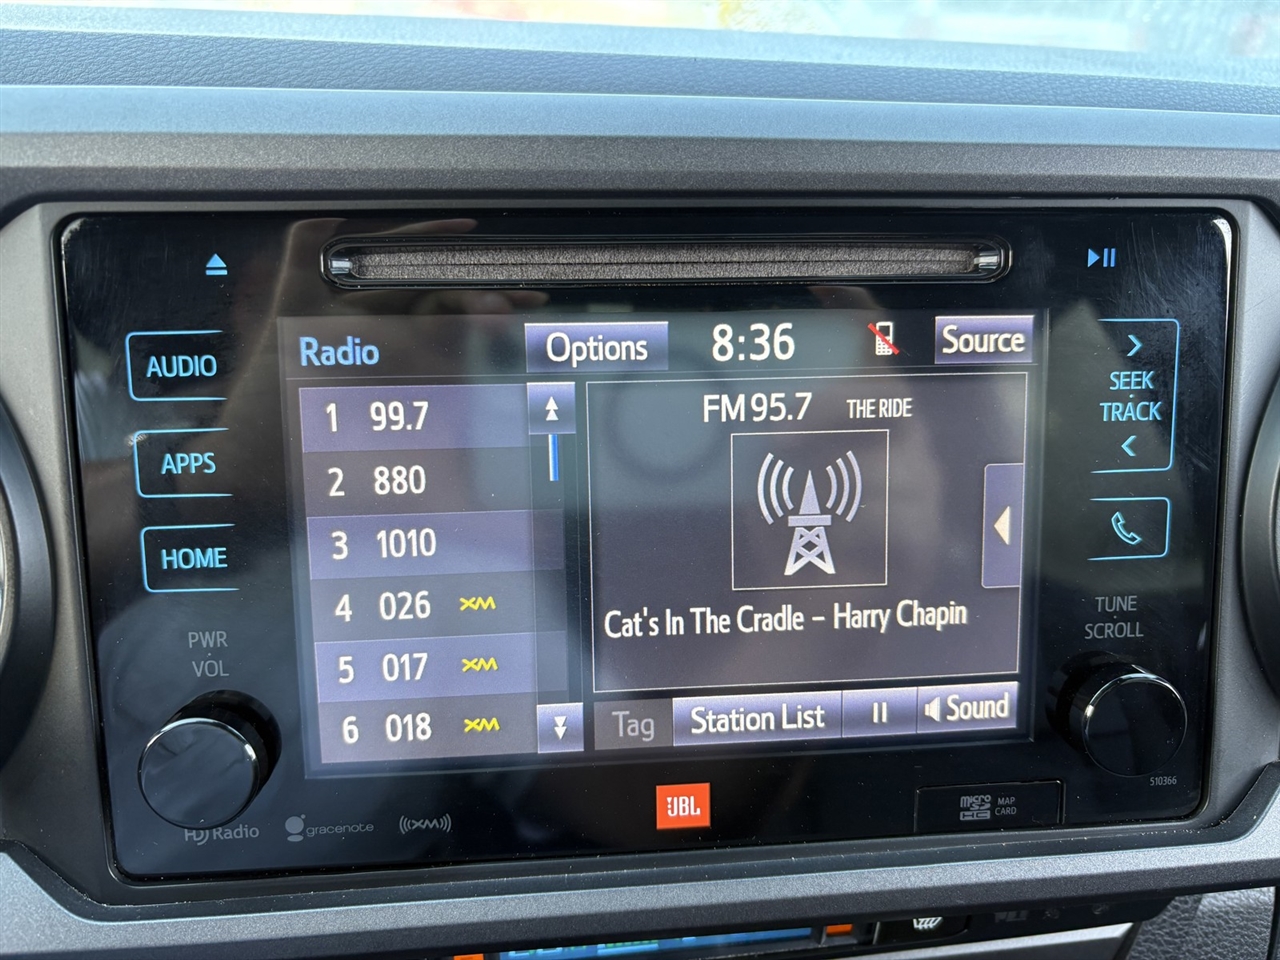 AUDIO
APPS
HOME
PWR
VOL
Radio
Options
8:36
Source
1 99.7
2 880
3 1010
4 026 XM
5 017 XM
6 018 XM
FM 95.7 THE RIDE
Cat's In The Cradle – Harry Chapin
Tag
Station List
Sound
SEEK
TRACK
TUNE
SCROLL
510366
HD Radio
gracenote
((XM))
JBL
micro
SD
HC
MAP
CARD